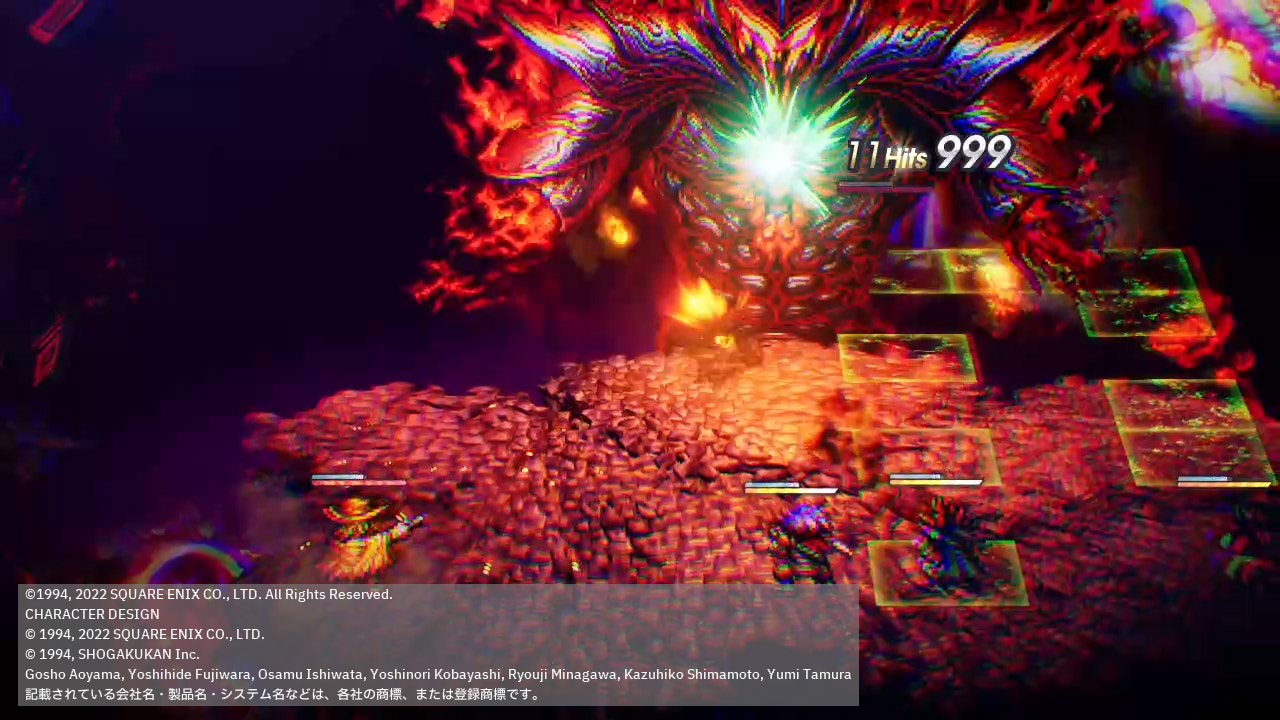 11 Hits 999
©1994, 2022 SQUARE ENIX CO., LTD. All Rights Reserved.
CHARACTER DESIGN
© 1994, 2022 SQUARE ENIX CO., LTD.
© 1994, SHOGAKUKAN Inc.
Gosho Aoyama, Yoshihide Fujiwara, Osamu Ishiwata, Yoshinori Kobayashi, Ryouji Minagawa, Kazuhiko Shimamoto, Yumi Tamura
記載されている会社名・製品名・システム名などは、各社の商標、または登録商標です。